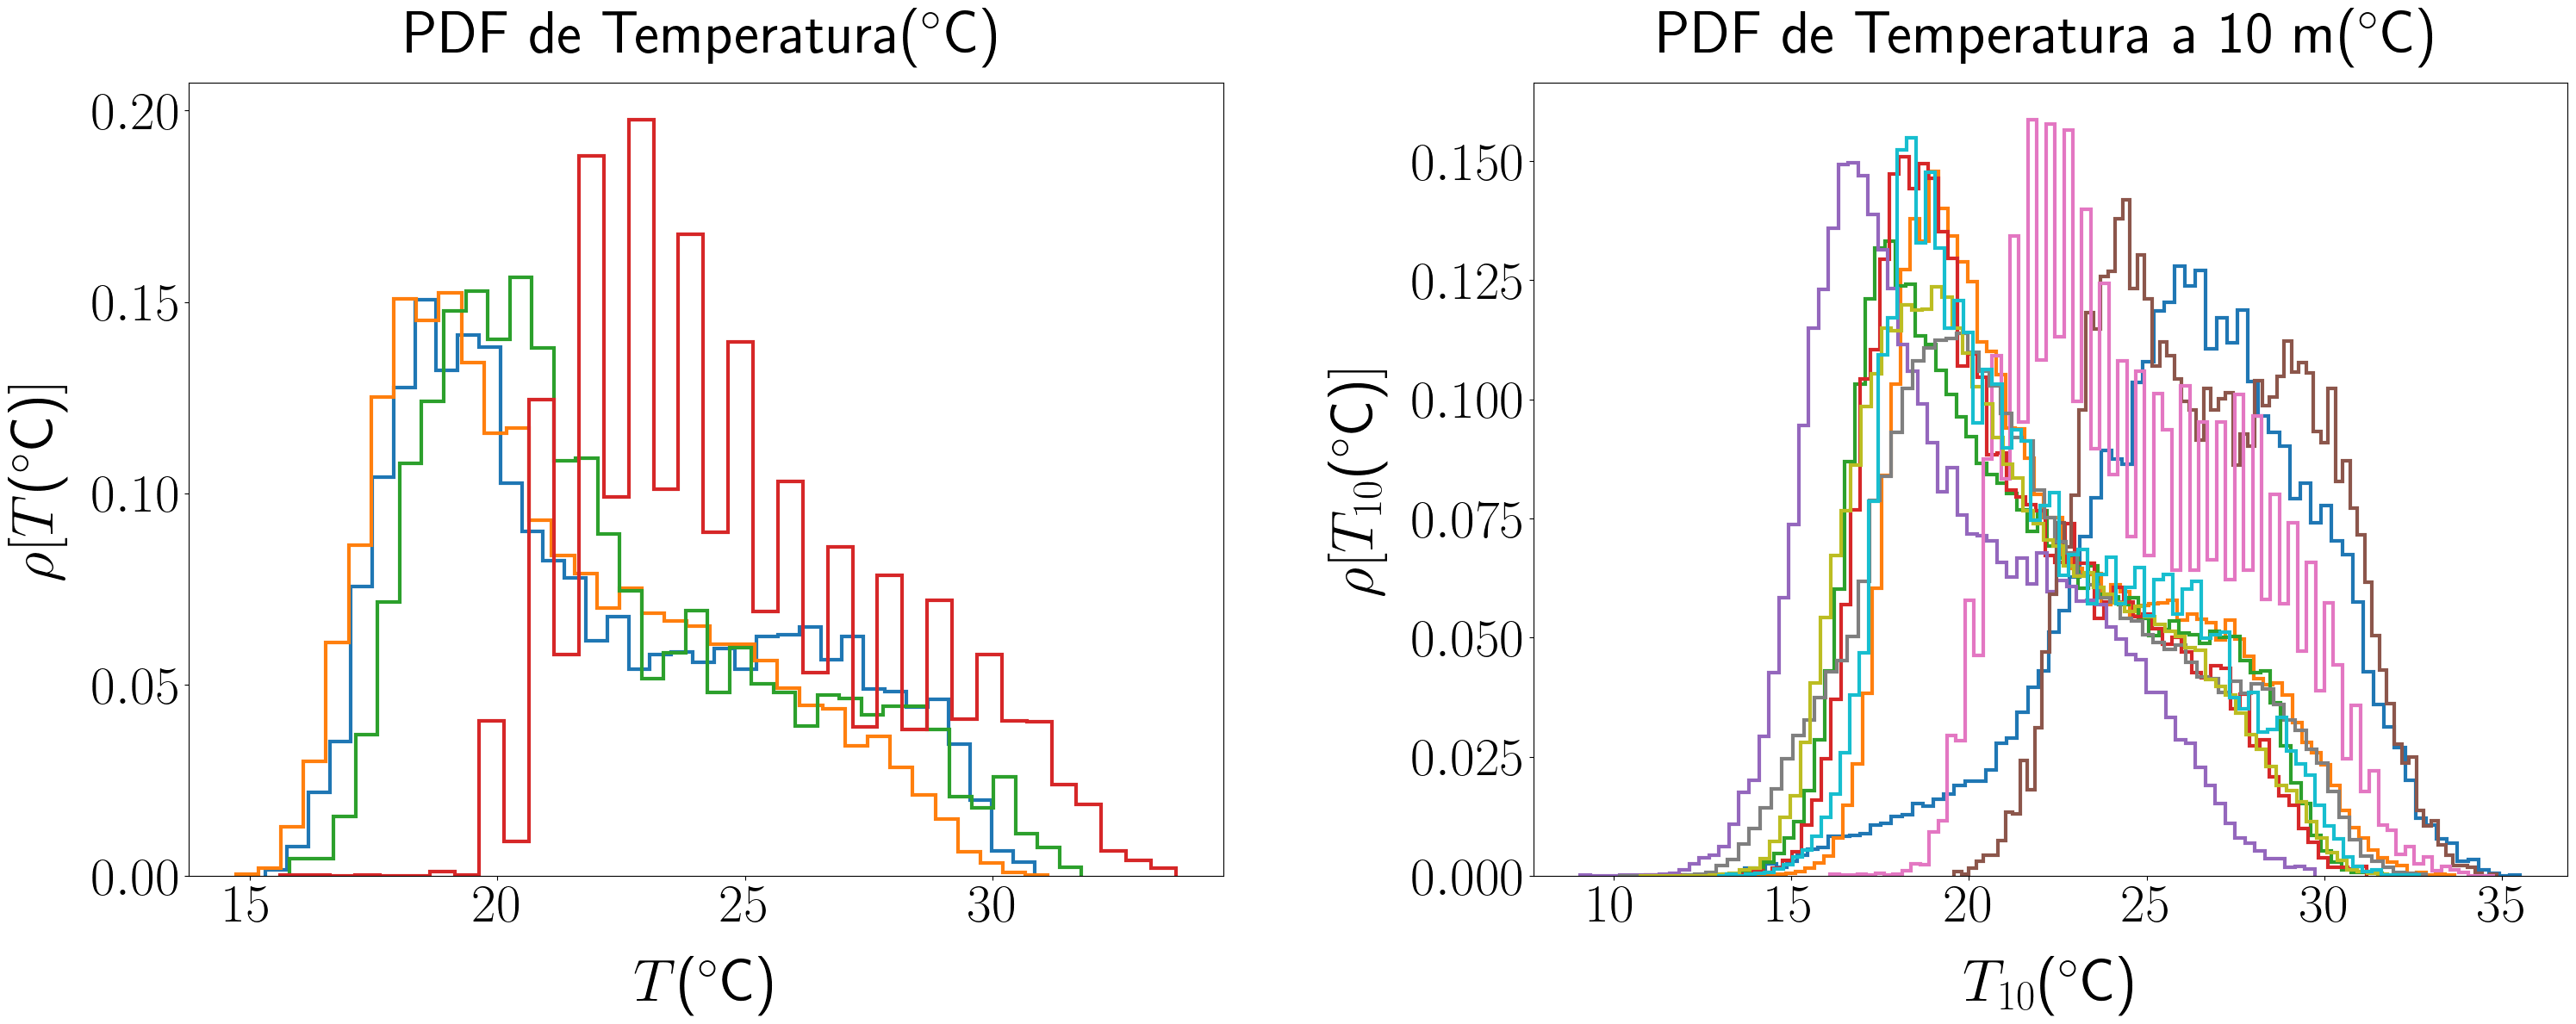 PDF de Temperatura(°C)
ρ[T(°C)]
0.20
0.15
0.10
0.05
0.00
15 20 25 30
T(°C)
PDF de Temperatura a 10 m(°C)
ρ[T₁₀(°C)]
0.150
0.125
0.100
0.075
0.050
0.025
0.000
10 15 20 25 30 35
T₁₀(°C)